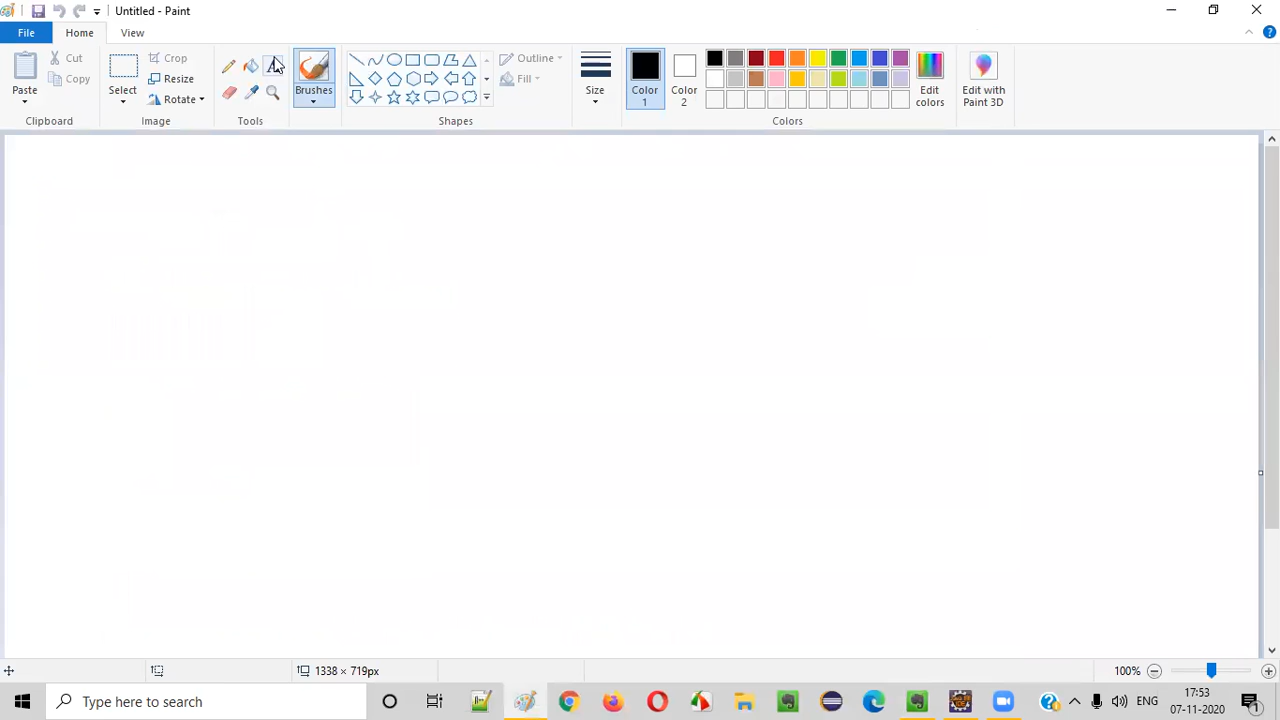 Untitled - Paint
File Home View
Paste
Cut
Copy
Clipboard
Select
Crop
Resize
Rotate
Image
A
Tools
Brushes
Outline
Fill
Shapes
Size
Color 1
Color 2
Edit colors
Colors
Edit with Paint 3D
1338 × 719px
100%
Type here to search
ENG
17:53
07-11-2020
1